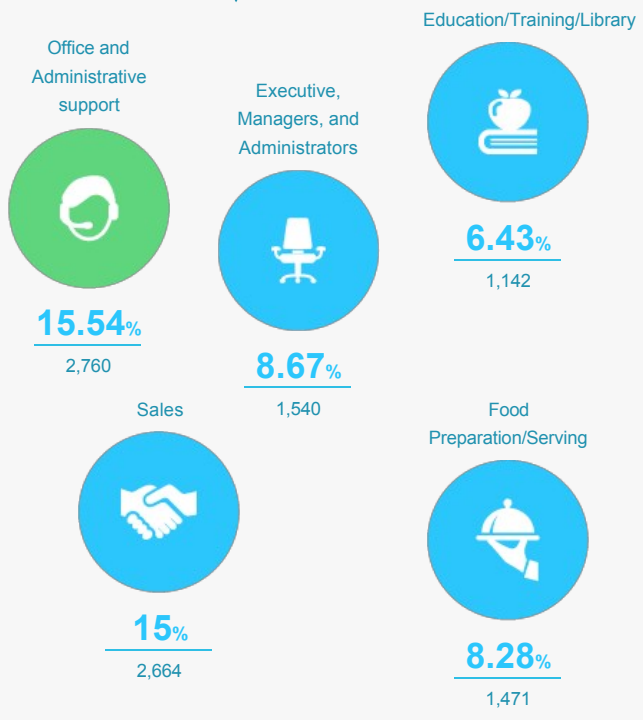 Office and
Administrative
support
15.54%
2,760
Executive,
Managers, and
Administrators
8.67%
1,540
Education/Training/Library
6.43%
1,142
Sales
15%
2,664
Food
Preparation/Serving
8.28%
1,471